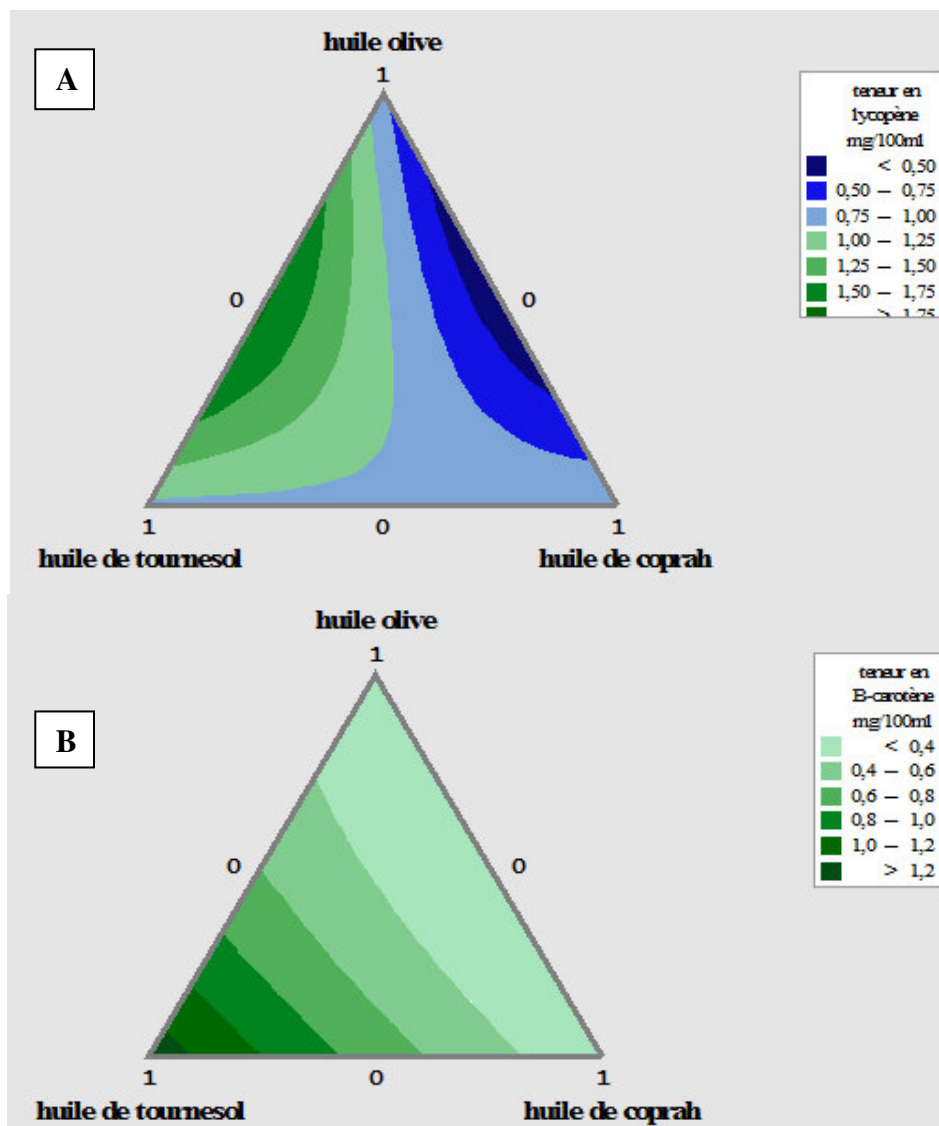 huile olive
A
1
teneur en
lycopène
mg/100ml
< 0,50
0,50 – 0,75
0,75 – 1,00
1,00 – 1,25
1,25 – 1,50
1,50 – 1,75
> 1,75
0
0
1
0
1
huile de tournesol
huile de coprah
huile olive
1
B
teneur en
B-carotène
mg/100ml
< 0,4
0,4 – 0,6
0,6 – 0,8
0,8 – 1,0
1,0 – 1,2
> 1,2
0
0
1
0
1
huile de tournesol
huile de coprah